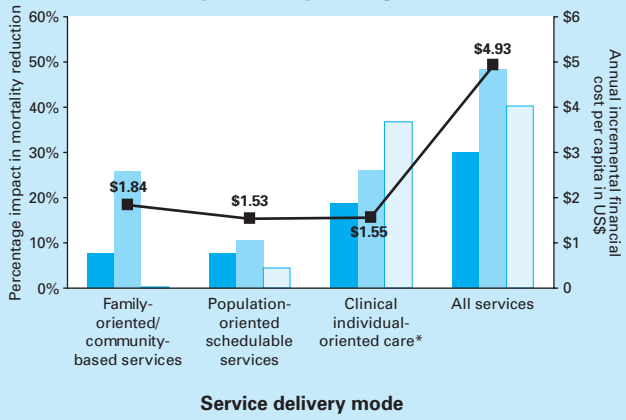 Percentage impact in mortality reduction
60%
50%
40%
30%
20%
10%
0%
$1.84
$1.53
$1.55
$4.93
$6
$5
$4
$3
$2
$1
0
Annual incremental financial
cost per capita in US$
Family-
oriented/
community-
based services
Population-
oriented
schedulable
services
Clinical
individual-
oriented care*
All services
Service delivery mode